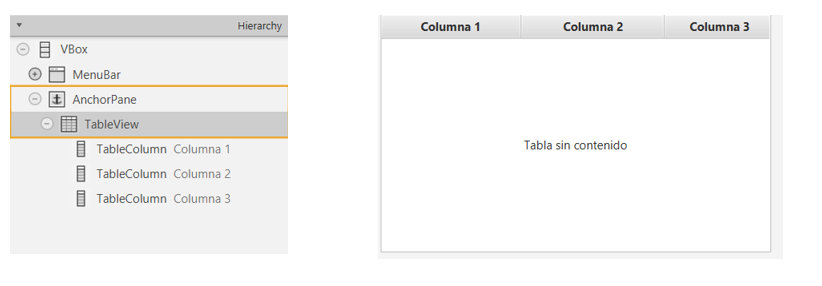 Hierarchy
VBox
MenuBar
AnchorPane
TableView
TableColumn Columna 1
TableColumn Columna 2
TableColumn Columna 3
Columna 1 Columna 2 Columna 3
Tabla sin contenido